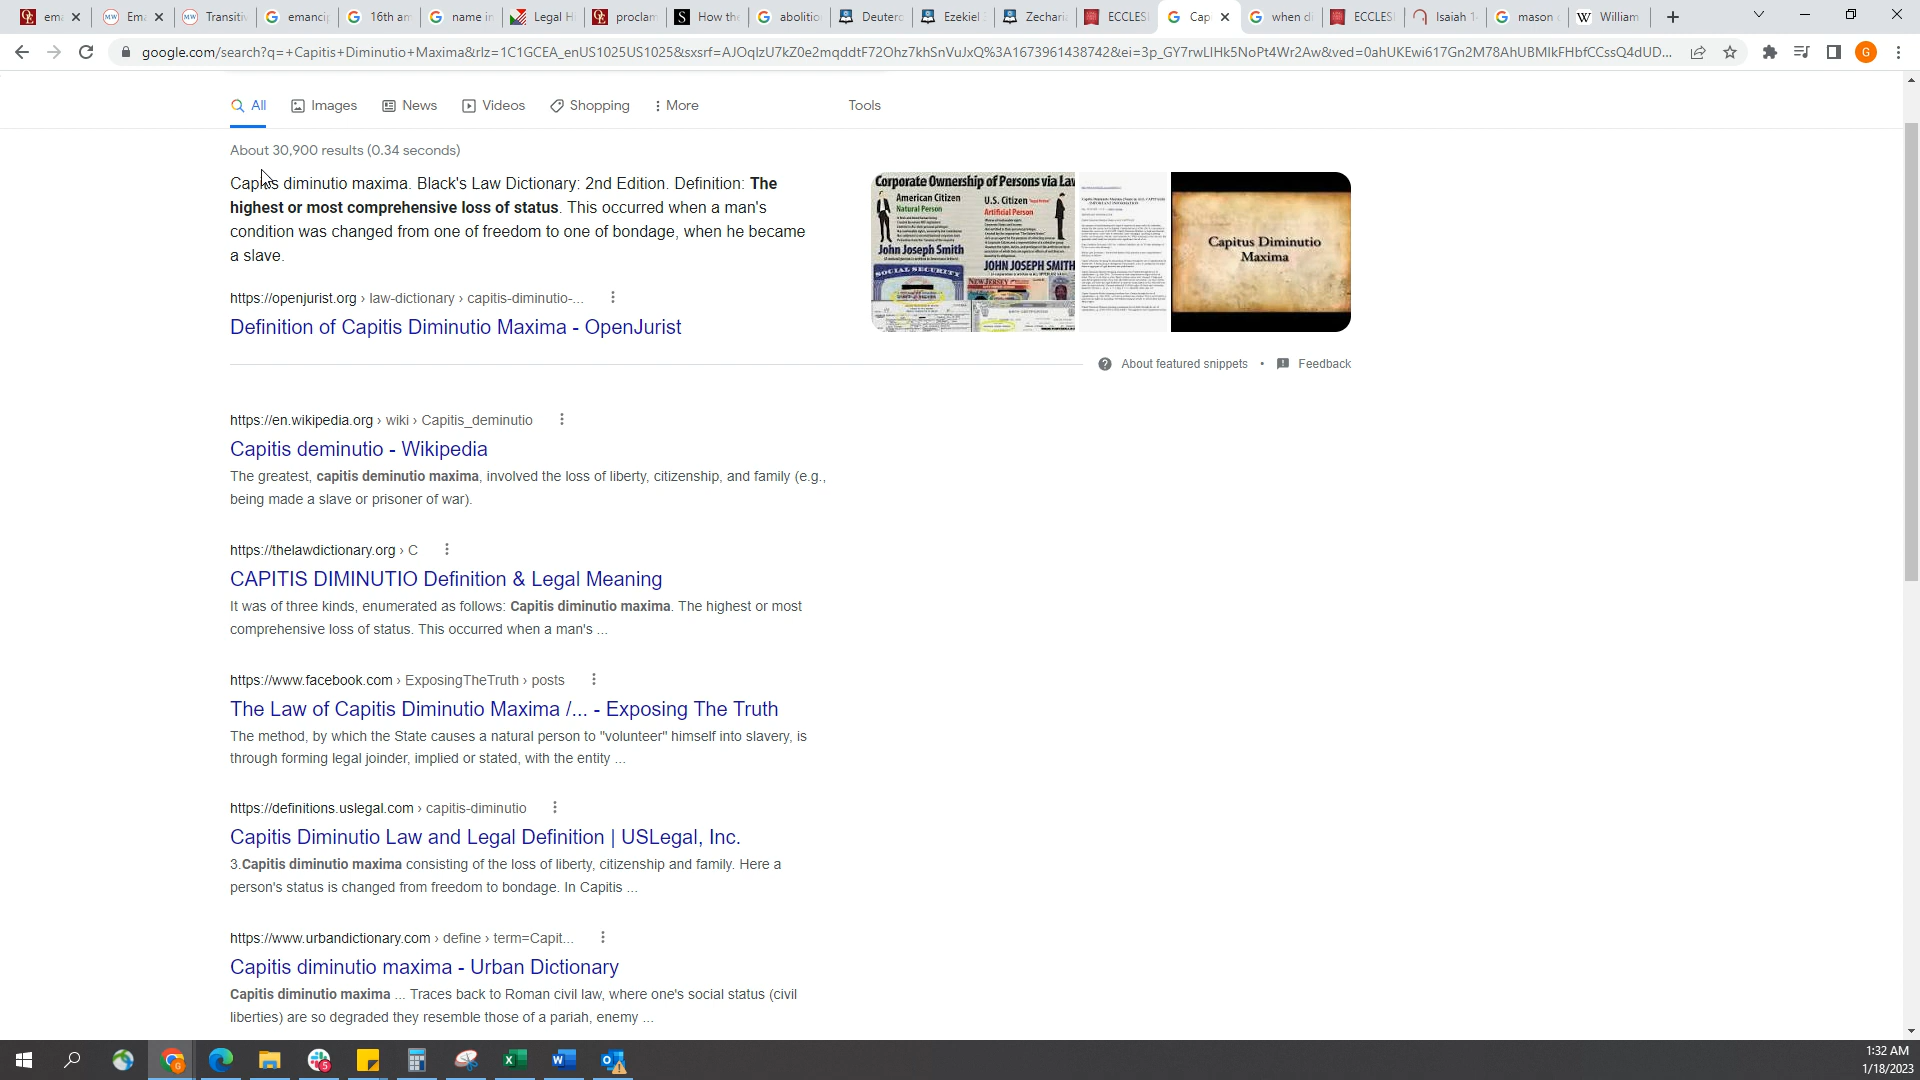 ema
Em
Transitiv
emancip
16th am
name in
Legal H
proclam
How the
abolitio
Deutero
Ezekiel
Zecharia
ECCLES
Cap
when di
ECCLES
Isaiah 1
mason
William
google.com/search?q=+Capitis+Diminutio+Maxima&rlz=1C1GCEA_enUS1025US1025&sxsrf=AJOqlzU7kZ0e2mqddtF72Ohz7khSnVuJxQ%3A1673961438742&ei=3p_GY7rwLIHk5NoPt4Wr2Aw&ved=0ahUKEwi617Gn2M78AhUBMlkFHbfCCssQ4dUD...
G
All Images News Videos Shopping More Tools
About 30,900 results (0.34 seconds)
Capitis diminutio maxima. Black's Law Dictionary: 2nd Edition. Definition: The
highest or most comprehensive loss of status. This occurred when a man's
condition was changed from one of freedom to one of bondage, when he became
a slave.
Corporate Ownership of Persons via Law
American Citizen
Natural Person
U.S. Citizen
Artificial Person
John Joseph Smith
JOHN JOSEPH SMITH
SOCIAL SECURITY
NEW JERSEY
Capitus Diminutio
Maxima
https://openjurist.org › law-dictionary › capitis-diminutio-...
Definition of Capitis Diminutio Maxima - OpenJurist
About featured snippets • Feedback
https://en.wikipedia.org › wiki › Capitis_deminutio
Capitis deminutio - Wikipedia
The greatest, capitis deminutio maxima, involved the loss of liberty, citizenship, and family (e.g.,
being made a slave or prisoner of war).
https://thelawdictionary.org › C
CAPITIS DIMINUTIO Definition & Legal Meaning
It was of three kinds, enumerated as follows: Capitis diminutio maxima. The highest or most
comprehensive loss of status. This occurred when a man's ...
https://www.facebook.com › ExposingTheTruth › posts
The Law of Capitis Diminutio Maxima /... - Exposing The Truth
The method, by which the State causes a natural person to "volunteer" himself into slavery, is
through forming legal joinder, implied or stated, with the entity ...
https://definitions.uslegal.com › capitis-diminutio
Capitis Diminutio Law and Legal Definition | USLegal, Inc.
3.Capitis diminutio maxima consisting of the loss of liberty, citizenship and family. Here a
person's status is changed from freedom to bondage. In Capitis ...
https://www.urbandictionary.com › define › term=Capit...
Capitis diminutio maxima - Urban Dictionary
Capitis diminutio maxima ... Traces back to Roman civil law, where one's social status (civil
liberties) are so degraded they resemble those of a pariah, enemy ...
1:32 AM
1/18/2023